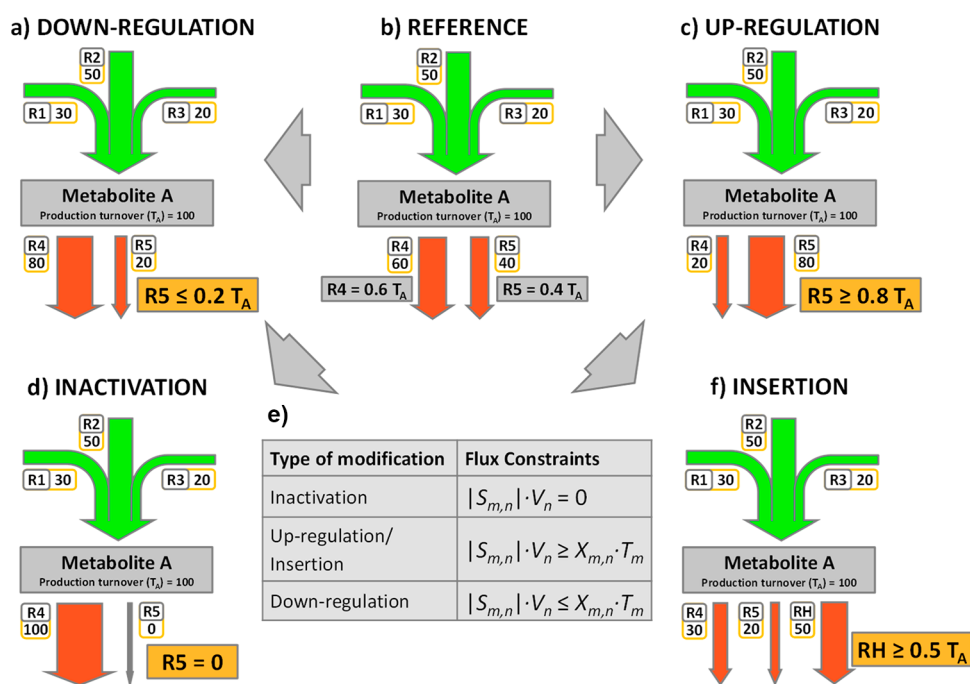 a) DOWN-REGULATION
R2
50
R1 30
R3 20
Metabolite A
Production turnover (TA) = 100
R4
80
R5
20
R5 ≤ 0.2 TA
b) REFERENCE
R2
50
R1 30
R3 20
Metabolite A
Production turnover (TA) = 100
R4
60
R5
40
R4 = 0.6 TA
R5 = 0.4 TA
c) UP-REGULATION
R2
50
R1 30
R3 20
Metabolite A
Production turnover (TA) = 100
R4
20
R5
80
R5 ≥ 0.8 TA
d) INACTIVATION
R2
50
R1 30
R3 20
Metabolite A
Production turnover (TA) = 100
R4
100
R5
0
R5 = 0
e)
Type of modification Flux Constraints
Inactivation |Sm,n|·Vn = 0
Up-regulation/
Insertion |Sm,n|·Vn ≥ Xm,n·Tm
Down-regulation |Sm,n|·Vn ≤ Xm,n·Tm
f) INSERTION
R2
50
R1 30
R3 20
Metabolite A
Production turnover (TA) = 100
R4
30
R5
20
RH
50
RH ≥ 0.5 TA